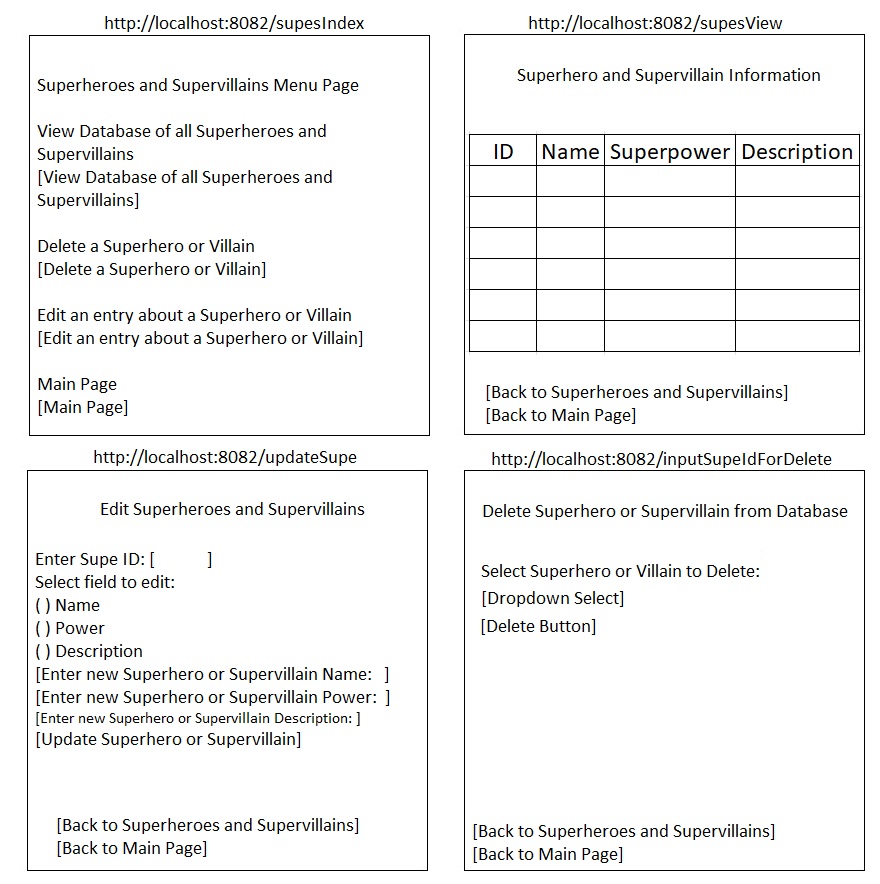 http://localhost:8082/supesIndex
Superheroes and Supervillains Menu Page
View Database of all Superheroes and
Supervillains
[View Database of all Superheroes and
Supervillains]
Delete a Superhero or Villain
[Delete a Superhero or Villain]
Edit an entry about a Superhero or Villain
[Edit an entry about a Superhero or Villain]
Main Page
[Main Page]
http://localhost:8082/supesView
Superhero and Supervillain Information
ID Name Superpower Description
[Back to Superheroes and Supervillains]
[Back to Main Page]
http://localhost:8082/updateSupe
Edit Superheroes and Supervillains
Enter Supe ID: [ ]
Select field to edit:
( ) Name
( ) Power
( ) Description
[Enter new Superhero or Supervillain Name: ]
[Enter new Superhero or Supervillain Power: ]
[Enter new Superhero or Supervillain Description: ]
[Update Superhero or Supervillain]
[Back to Superheroes and Supervillains]
[Back to Main Page]
http://localhost:8082/inputSupeIdForDelete
Delete Superhero or Supervillain from Database
Select Superhero or Villain to Delete:
[Dropdown Select]
[Delete Button]
[Back to Superheroes and Supervillains]
[Back to Main Page]